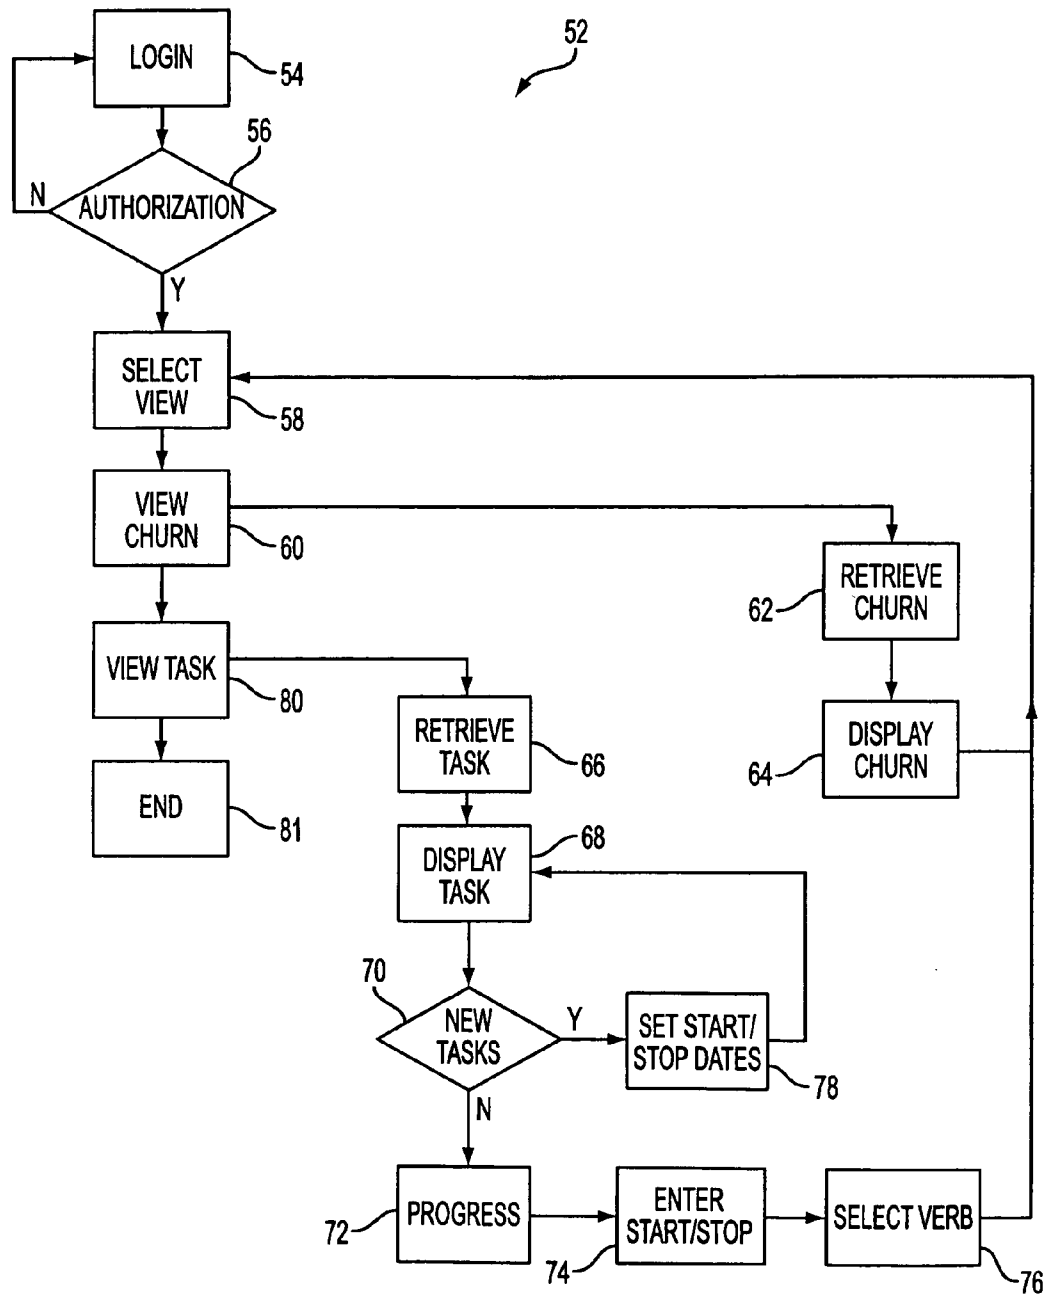 52
LOGIN
54
56
AUTHORIZATION
N
Y
SELECT
VIEW
58
VIEW
CHURN
60
RETRIEVE
CHURN
62
VIEW TASK
80
RETRIEVE
TASK
66
DISPLAY
CHURN
64
END
81
DISPLAY
TASK
68
70
NEW
TASKS
Y
SET START/
STOP DATES
78
N
PROGRESS
72
ENTER
START/STOP
74
SELECT VERB
76